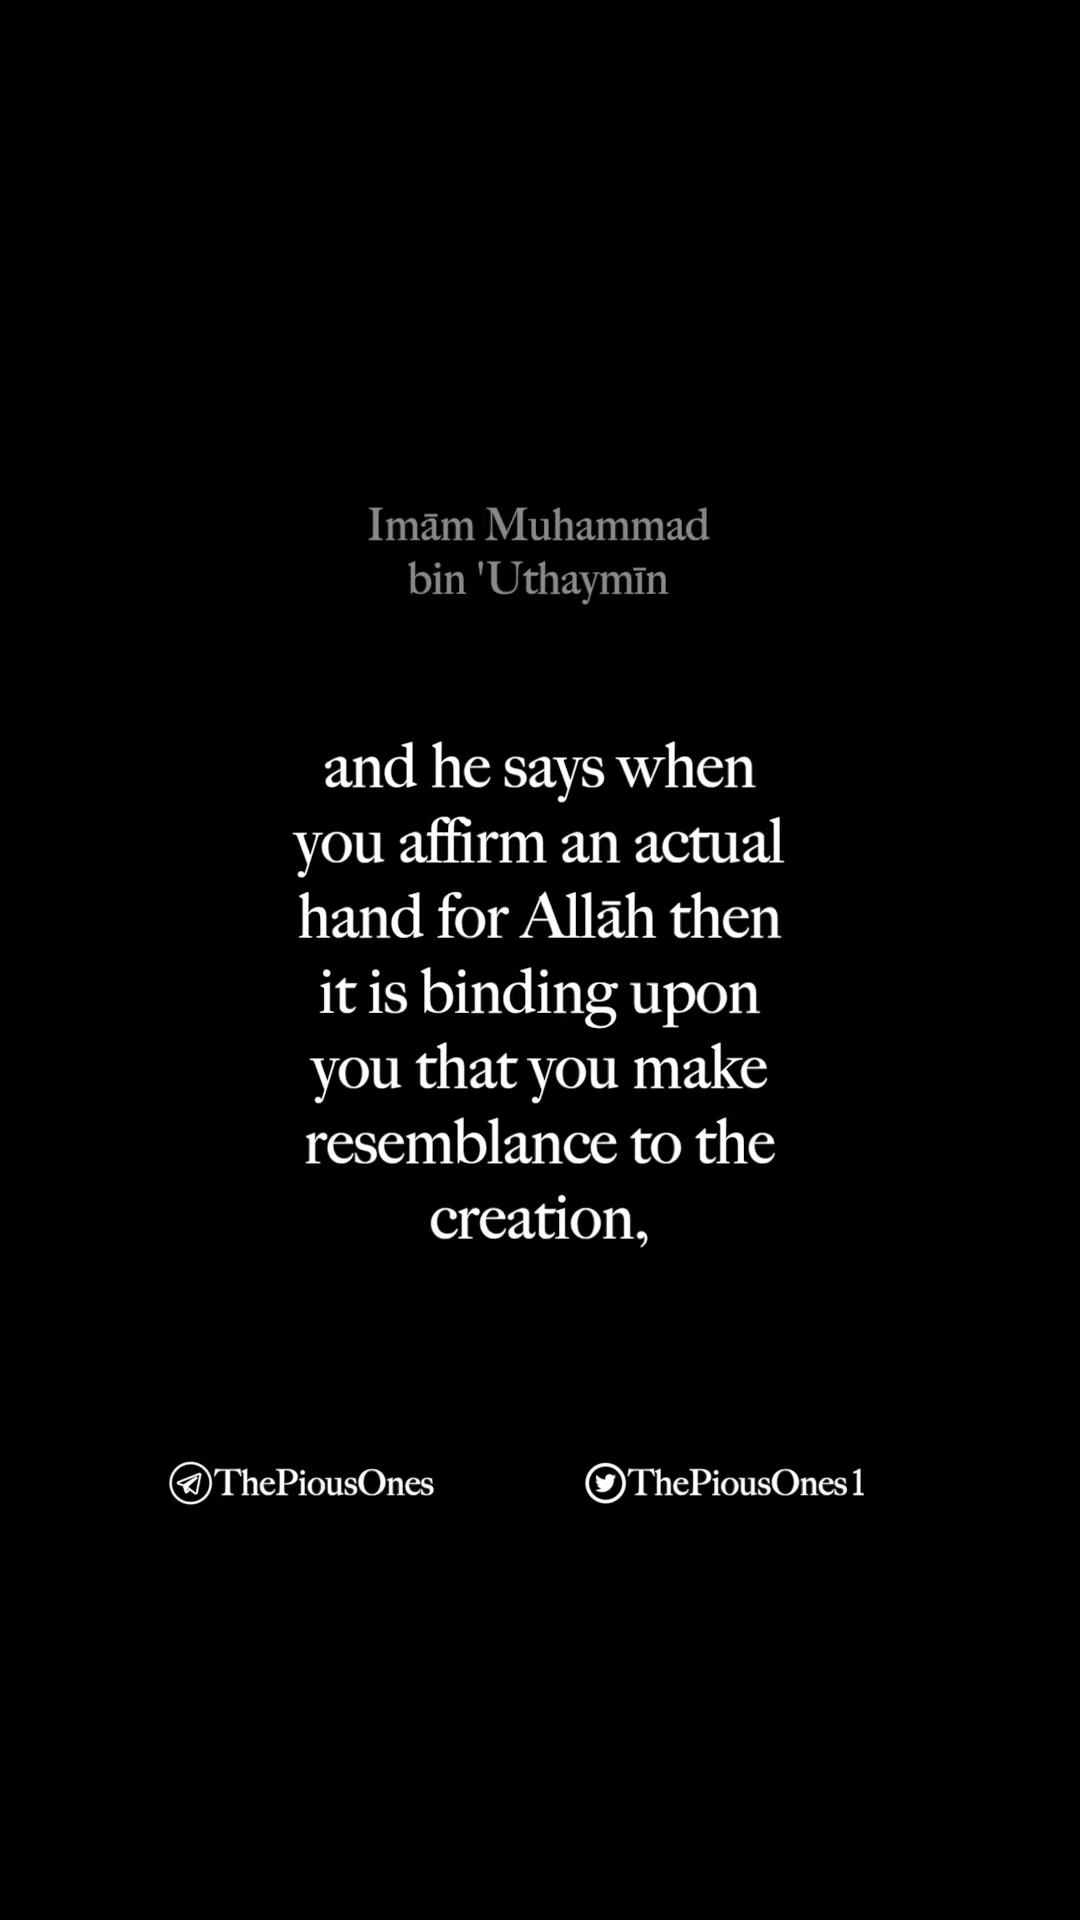 Imām Muhammad
bin 'Uthaymīn
and he says when
you affirm an actual
hand for Allāh then
it is binding upon
you that you make
resemblance to the
creation,
ThePiousOnes
ThePiousOnes1